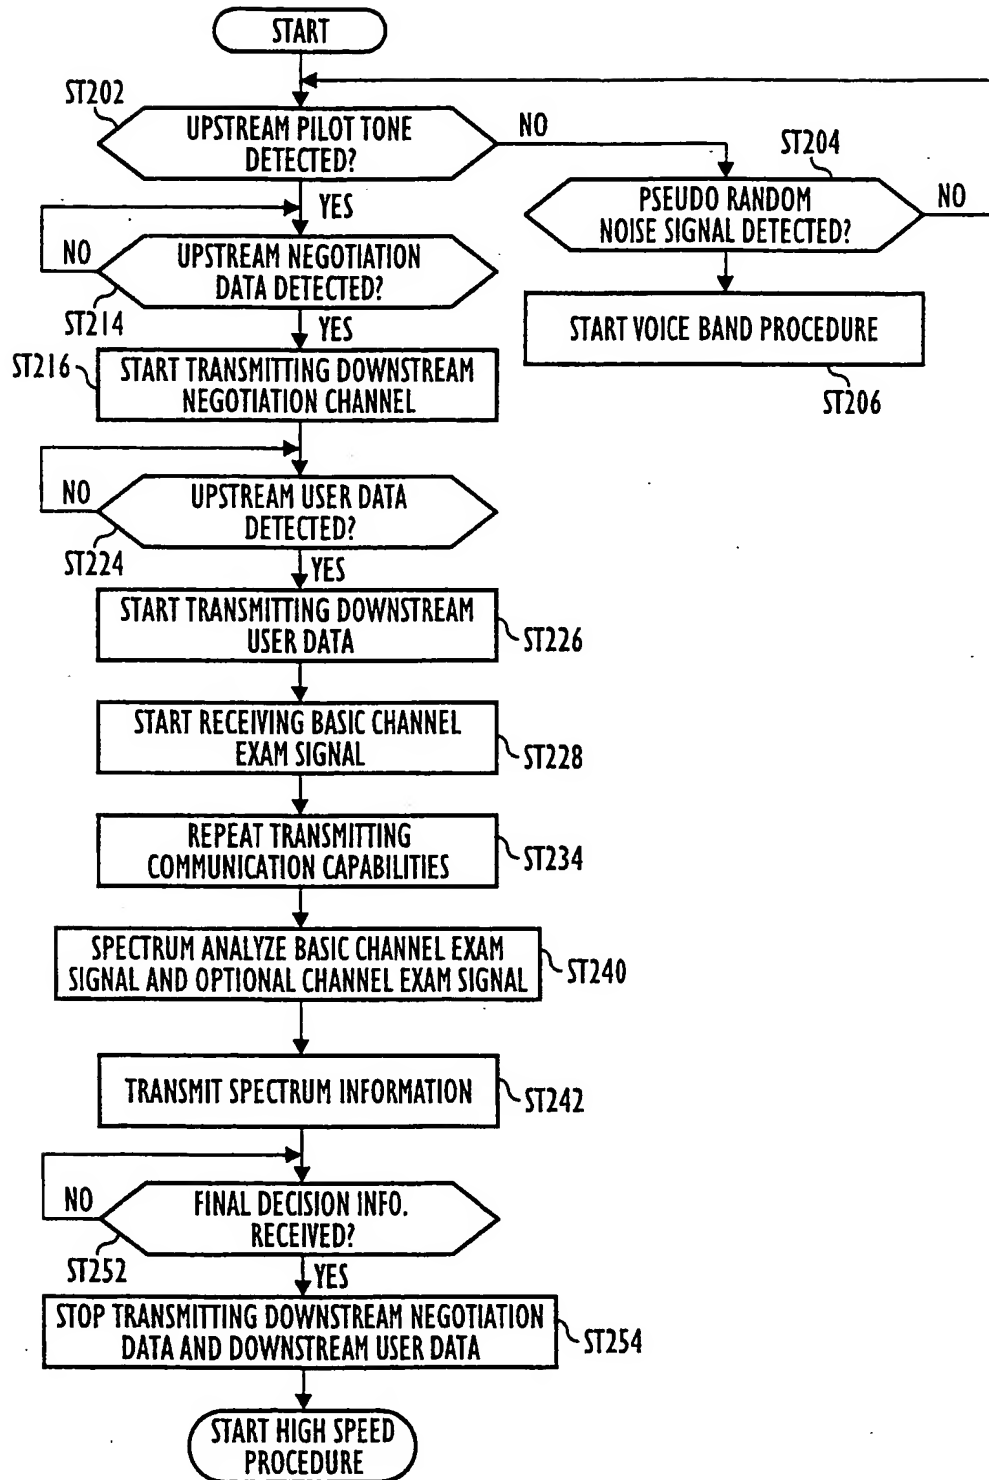 START
ST202
UPSTREAM PILOT TONE
DETECTED?
NO
YES
ST204
PSEUDO RANDOM
NOISE SIGNAL DETECTED?
NO
START VOICE BAND PROCEDURE
ST206
UPSTREAM NEGOTIATION
DATA DETECTED?
NO
ST214
YES
ST216
START TRANSMITTING DOWNSTREAM
NEGOTIATION CHANNEL
UPSTREAM USER DATA
DETECTED?
NO
ST224
YES
START TRANSMITTING DOWNSTREAM
USER DATA
ST226
START RECEIVING BASIC CHANNEL
EXAM SIGNAL
ST228
REPEAT TRANSMITTING
COMMUNICATION CAPABILITIES
ST234
SPECTRUM ANALYZE BASIC CHANNEL EXAM
SIGNAL AND OPTIONAL CHANNEL EXAM SIGNAL
ST240
TRANSMIT SPECTRUM INFORMATION
ST242
FINAL DECISION INFO.
RECEIVED?
NO
ST252
YES
STOP TRANSMITTING DOWNSTREAM NEGOTIATION
DATA AND DOWNSTREAM USER DATA
ST254
START HIGH SPEED
PROCEDURE